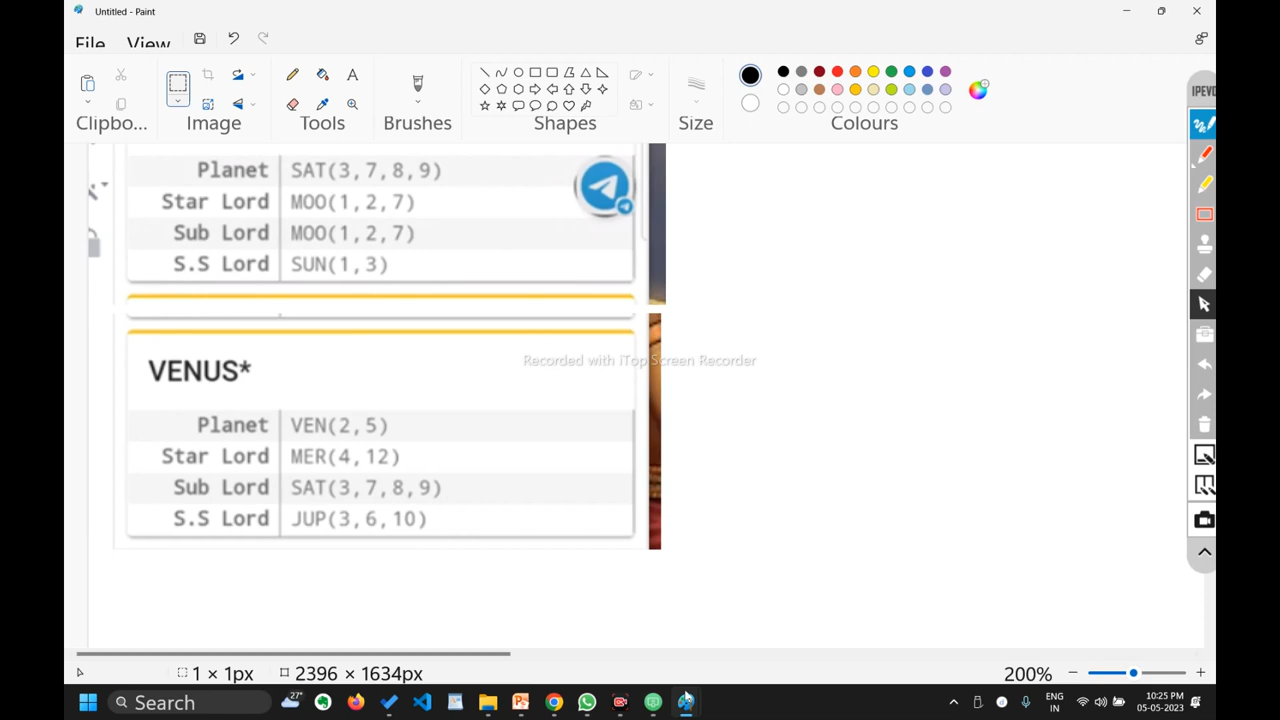 Untitled - Paint
File View
Clipbo... Image Tools Brushes Shapes Size Colours
IPEVO
Planet SAT(3,7,8,9)
Star Lord MOO(1,2,7)
Sub Lord MOO(1,2,7)
S.S Lord SUN(1,3)
Recorded with iTop Screen Recorder
VENUS*
Planet VEN(2,5)
Star Lord MER(4,12)
Sub Lord SAT(3,7,8,9)
S.S Lord JUP(3,6,10)
1 × 1px 2396 × 1634px 200%
Search 27° ENG IN 10:25 PM 05-05-2023